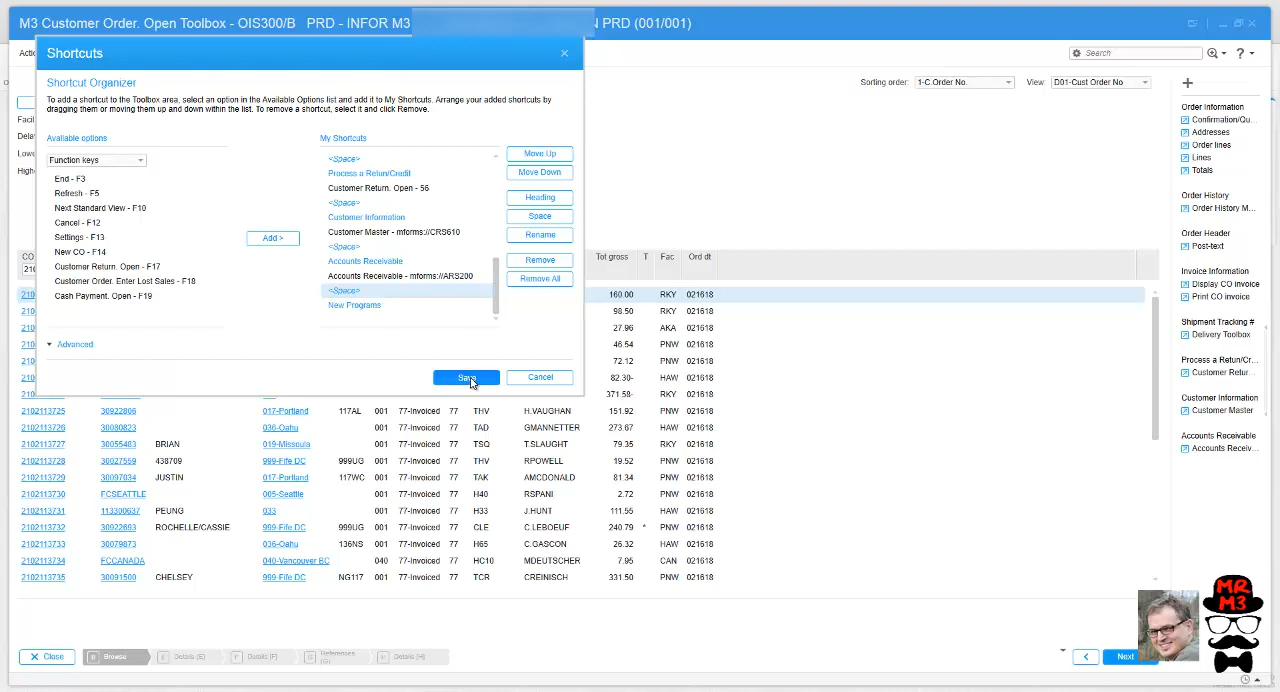 M3 Customer Order. Open Toolbox - OIS300/B PRD - INFOR M3 N PRD (001/001)
Shortcuts
Search
Shortcut Organizer
To add a shortcut to the Toolbox area, select an option in the Available Options list and add it to My Shortcuts. Arrange your added shortcuts by
dragging them or moving them up and down within the list. To remove a shortcut, select it and click Remove.
Available options
Function keys
End - F3
Refresh - F5
Next Standard View - F10
Cancel - F12
Settings - F13
New CO - F14
Customer Return. Open - F17
Customer Order. Enter Lost Sales - F18
Cash Payment. Open - F19
Add >
My Shortcuts
<Space>
Process a Retun/Credit
Customer Return. Open - 56
<Space>
Customer Information
Customer Master - mforms://CRS610
<Space>
Accounts Receivable
Accounts Receivable - mforms://ARS200
<Space>
New Programs
Move Up
Move Down
Heading
Space
Rename
Remove
Remove All
Advanced
Save
Cancel
Sorting order: 1-C.Order No. View: D01-Cust Order No
Order Information
Confirmation/Qu...
Addresses
Order lines
Lines
Totals
Order History
Order History M...
Order Header
Post-text
Invoice Information
Display CO invoice
Print CO invoice
Shipment Tracking #
Delivery Toolbox
Process a Retun/Cr...
Customer Retur...
Customer Information
Customer Master
Accounts Receivable
Accounts Receiv...
CO Tot gross T Fac Ord dt
160.00 RKY 021618
98.50 RKY 021618
27.96 AKA 021618
46.54 PNW 021618
72.12 PNW 021618
82.30- HAW 021618
371.58- RKY 021618
2102113725 30922806 017-Portland 117AL 001 77-Invoiced 77 THV H.VAUGHAN 151.92 PNW 021618
2102113726 30080823 036-Oahu 001 77-Invoiced 77 TAD GMANNETTER 273.67 HAW 021618
2102113727 30055483 BRIAN 019-Missoula 001 77-Invoiced 77 TSQ T.SLAUGHT 79.35 RKY 021618
2102113728 30027559 438709 999-Fife DC 999UG 001 77-Invoiced 77 THV RPOWELL 19.52 PNW 021618
2102113729 30097034 JUSTIN 017-Portland 117WC 001 77-Invoiced 77 TAK AMCDONALD 81.34 PNW 021618
2102113730 FCSEATTLE 005-Seattle 001 77-Invoiced 77 H40 RSPANI 2.72 PNW 021618
2102113731 113300637 PEUNG 033 001 77-Invoiced 77 H33 J.HUNT 111.55 HAW 021618
2102113732 30922693 ROCHELLE/CASSIE 999-Fife DC 999UG 001 77-Invoiced 77 CLE C.LEBOEUF 240.79 * PNW 021618
2102113733 30079873 036-Oahu 136NS 001 77-Invoiced 77 H65 C.GASCON 26.32 HAW 021618
2102113734 FCCANADA 040-Vancouver BC 040 77-Invoiced 77 HC10 MDEUTSCHER 7.95 CAN 021618
2102113735 30091500 CHELSEY 999-Fife DC NG117 001 77-Invoiced 77 TCR CREINISCH 331.50 PNW 021618
MR
M3
Close B Browse E Details (E) F Details [F] G References (G) H Details [H] Next